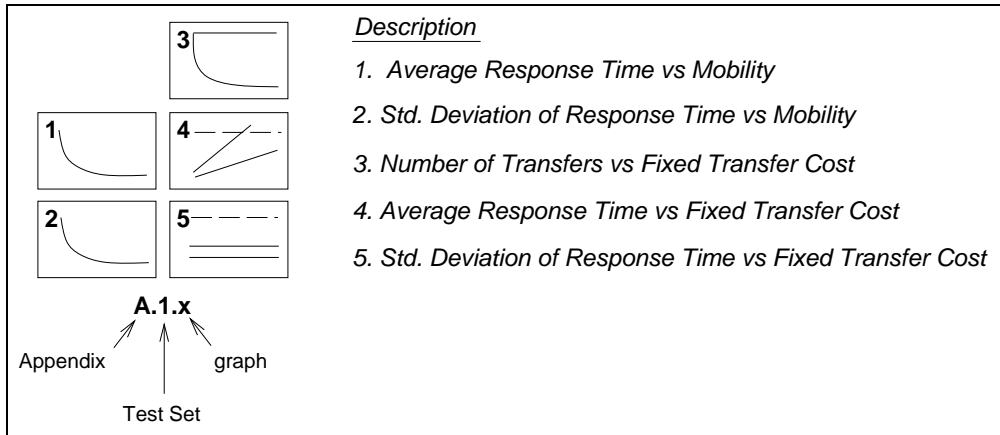 3
1
4
2
5
A.1.x
Appendix
graph
Test Set
Description
1. Average Response Time vs Mobility
2. Std. Deviation of Response Time vs Mobility
3. Number of Transfers vs Fixed Transfer Cost
4. Average Response Time vs Fixed Transfer Cost
5. Std. Deviation of Response Time vs Fixed Transfer Cost